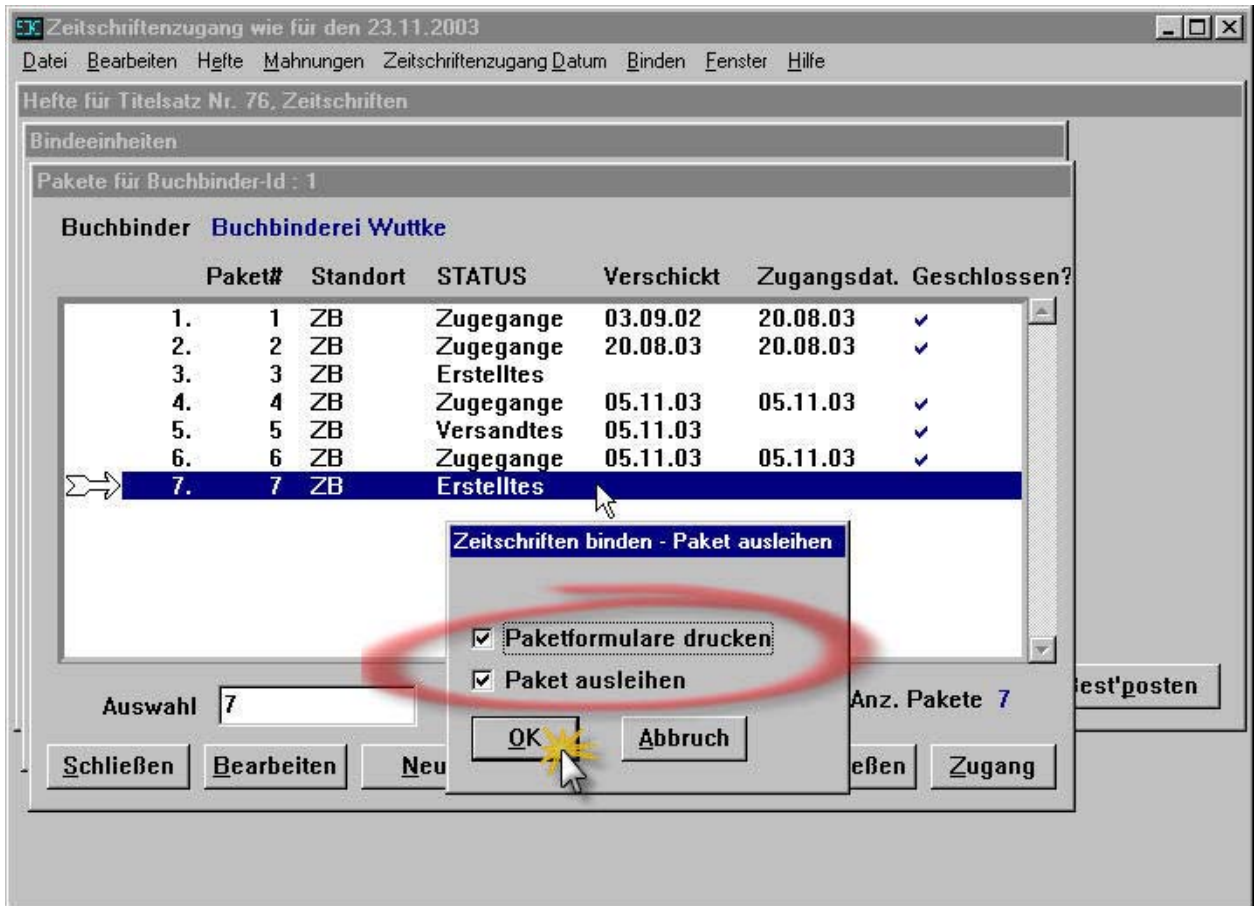 Zeitschriftenzugang wie für den 23.11.2003
Datei Bearbeiten Hefte Mahnungen Zeitschriftenzugang Datum Binden Fenster Hilfe
Hefte für Titelsatz Nr. 76, Zeitschriften
Bindeeinheiten
Pakete für Buchbinder-Id : 1
Buchbinder Buchbinderei Wuttke
Paket# Standort STATUS Verschickt Zugangsdat. Geschlossen?
1. 1 ZB Zugegange 03.09.02 20.08.03
2. 2 ZB Zugegange 20.08.03 20.08.03
3. 3 ZB Erstelltes
4. 4 ZB Zugegange 05.11.03 05.11.03
5. 5 ZB Versandtes 05.11.03
6. 6 ZB Zugegange 05.11.03 05.11.03
7. 7 ZB Erstelltes
Zeitschriften binden - Paket ausleihen
Paketformulare drucken
Paket ausleihen
OK Abbruch
Auswahl 7 Anz. Pakete 7
est'posten
Schließen Bearbeiten Neu eßen Zugang